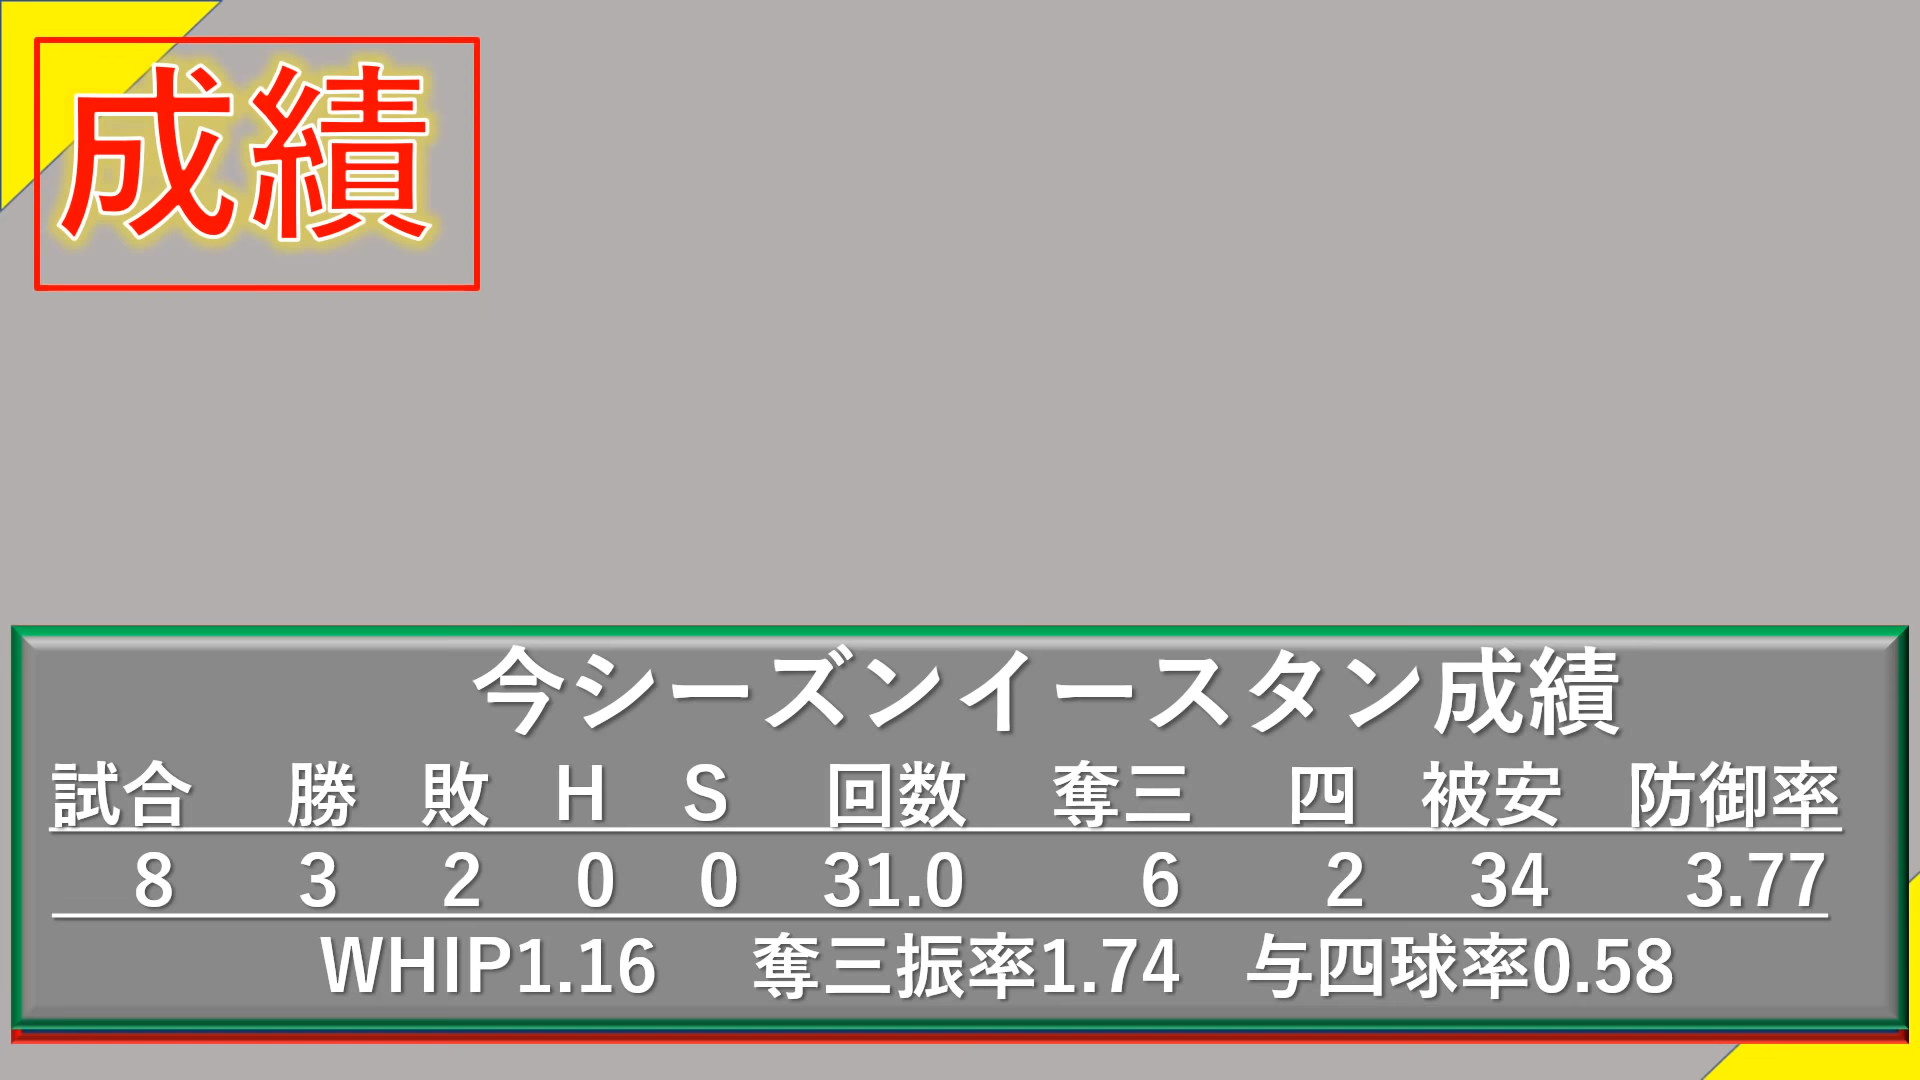 成績
今シーズンイースタン成績
試合 勝 敗 H S 回数 奪三 四 被安 防御率
8 3 2 0 0 31.0 6 2 34 3.77
WHIP1.16 奪三振率1.74 与四球率0.58